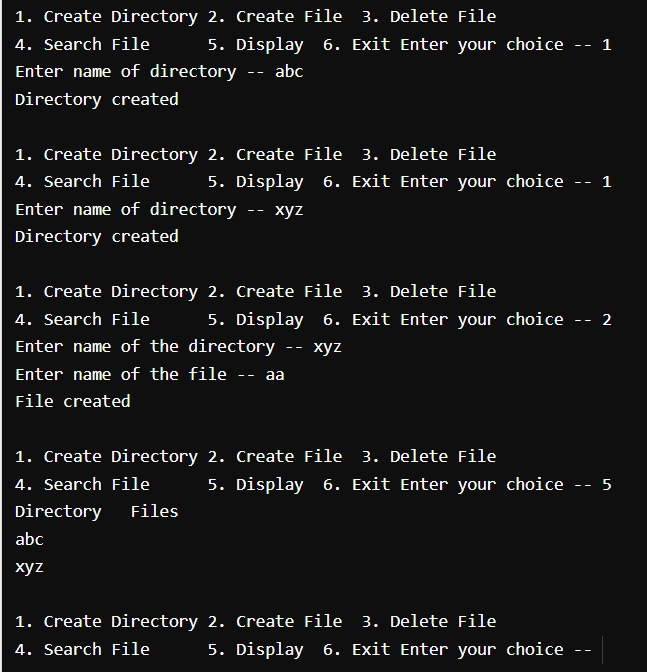 1. Create Directory 2. Create File  3. Delete File
4. Search File      5. Display  6. Exit Enter your choice -- 1
Enter name of directory -- abc
Directory created

1. Create Directory 2. Create File  3. Delete File
4. Search File      5. Display  6. Exit Enter your choice -- 1
Enter name of directory -- xyz
Directory created

1. Create Directory 2. Create File  3. Delete File
4. Search File      5. Display  6. Exit Enter your choice -- 2
Enter name of the directory -- xyz
Enter name of the file -- aa
File created

1. Create Directory 2. Create File  3. Delete File
4. Search File      5. Display  6. Exit Enter your choice -- 5
Directory   Files
abc
xyz

1. Create Directory 2. Create File  3. Delete File
4. Search File      5. Display  6. Exit Enter your choice --